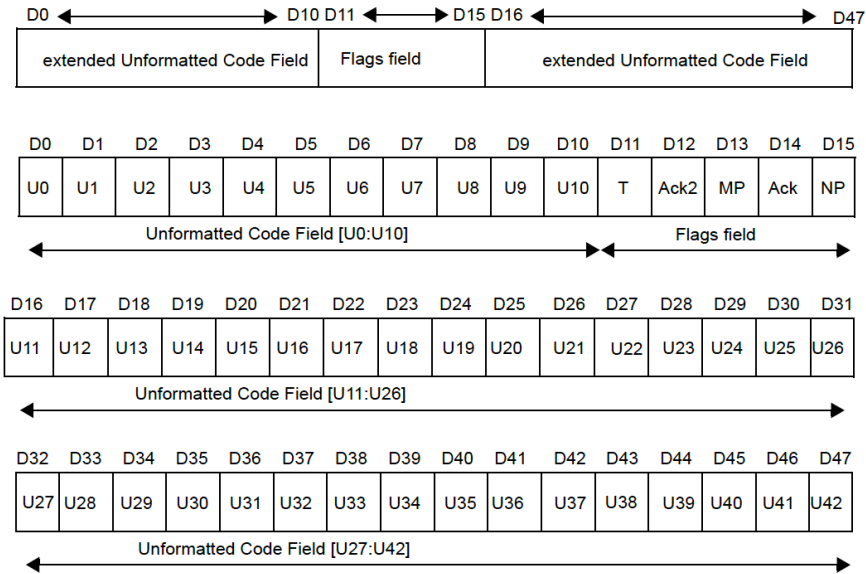 D0 D10 D11 D15 D16 D47
extended Unformatted Code Field Flags field extended Unformatted Code Field
D0 D1 D2 D3 D4 D5 D6 D7 D8 D9 D10 D11 D12 D13 D14 D15
U0 U1 U2 U3 U4 U5 U6 U7 U8 U9 U10 T Ack2 MP Ack NP
Unformatted Code Field [U0:U10] Flags field
D16 D17 D18 D19 D20 D21 D22 D23 D24 D25 D26 D27 D28 D29 D30 D31
U11 U12 U13 U14 U15 U16 U17 U18 U19 U20 U21 U22 U23 U24 U25 U26
Unformatted Code Field [U11:U26]
D32 D33 D34 D35 D36 D37 D38 D39 D40 D41 D42 D43 D44 D45 D46 D47
U27 U28 U29 U30 U31 U32 U33 U34 U35 U36 U37 U38 U39 U40 U41 U42
Unformatted Code Field [U27:U42]